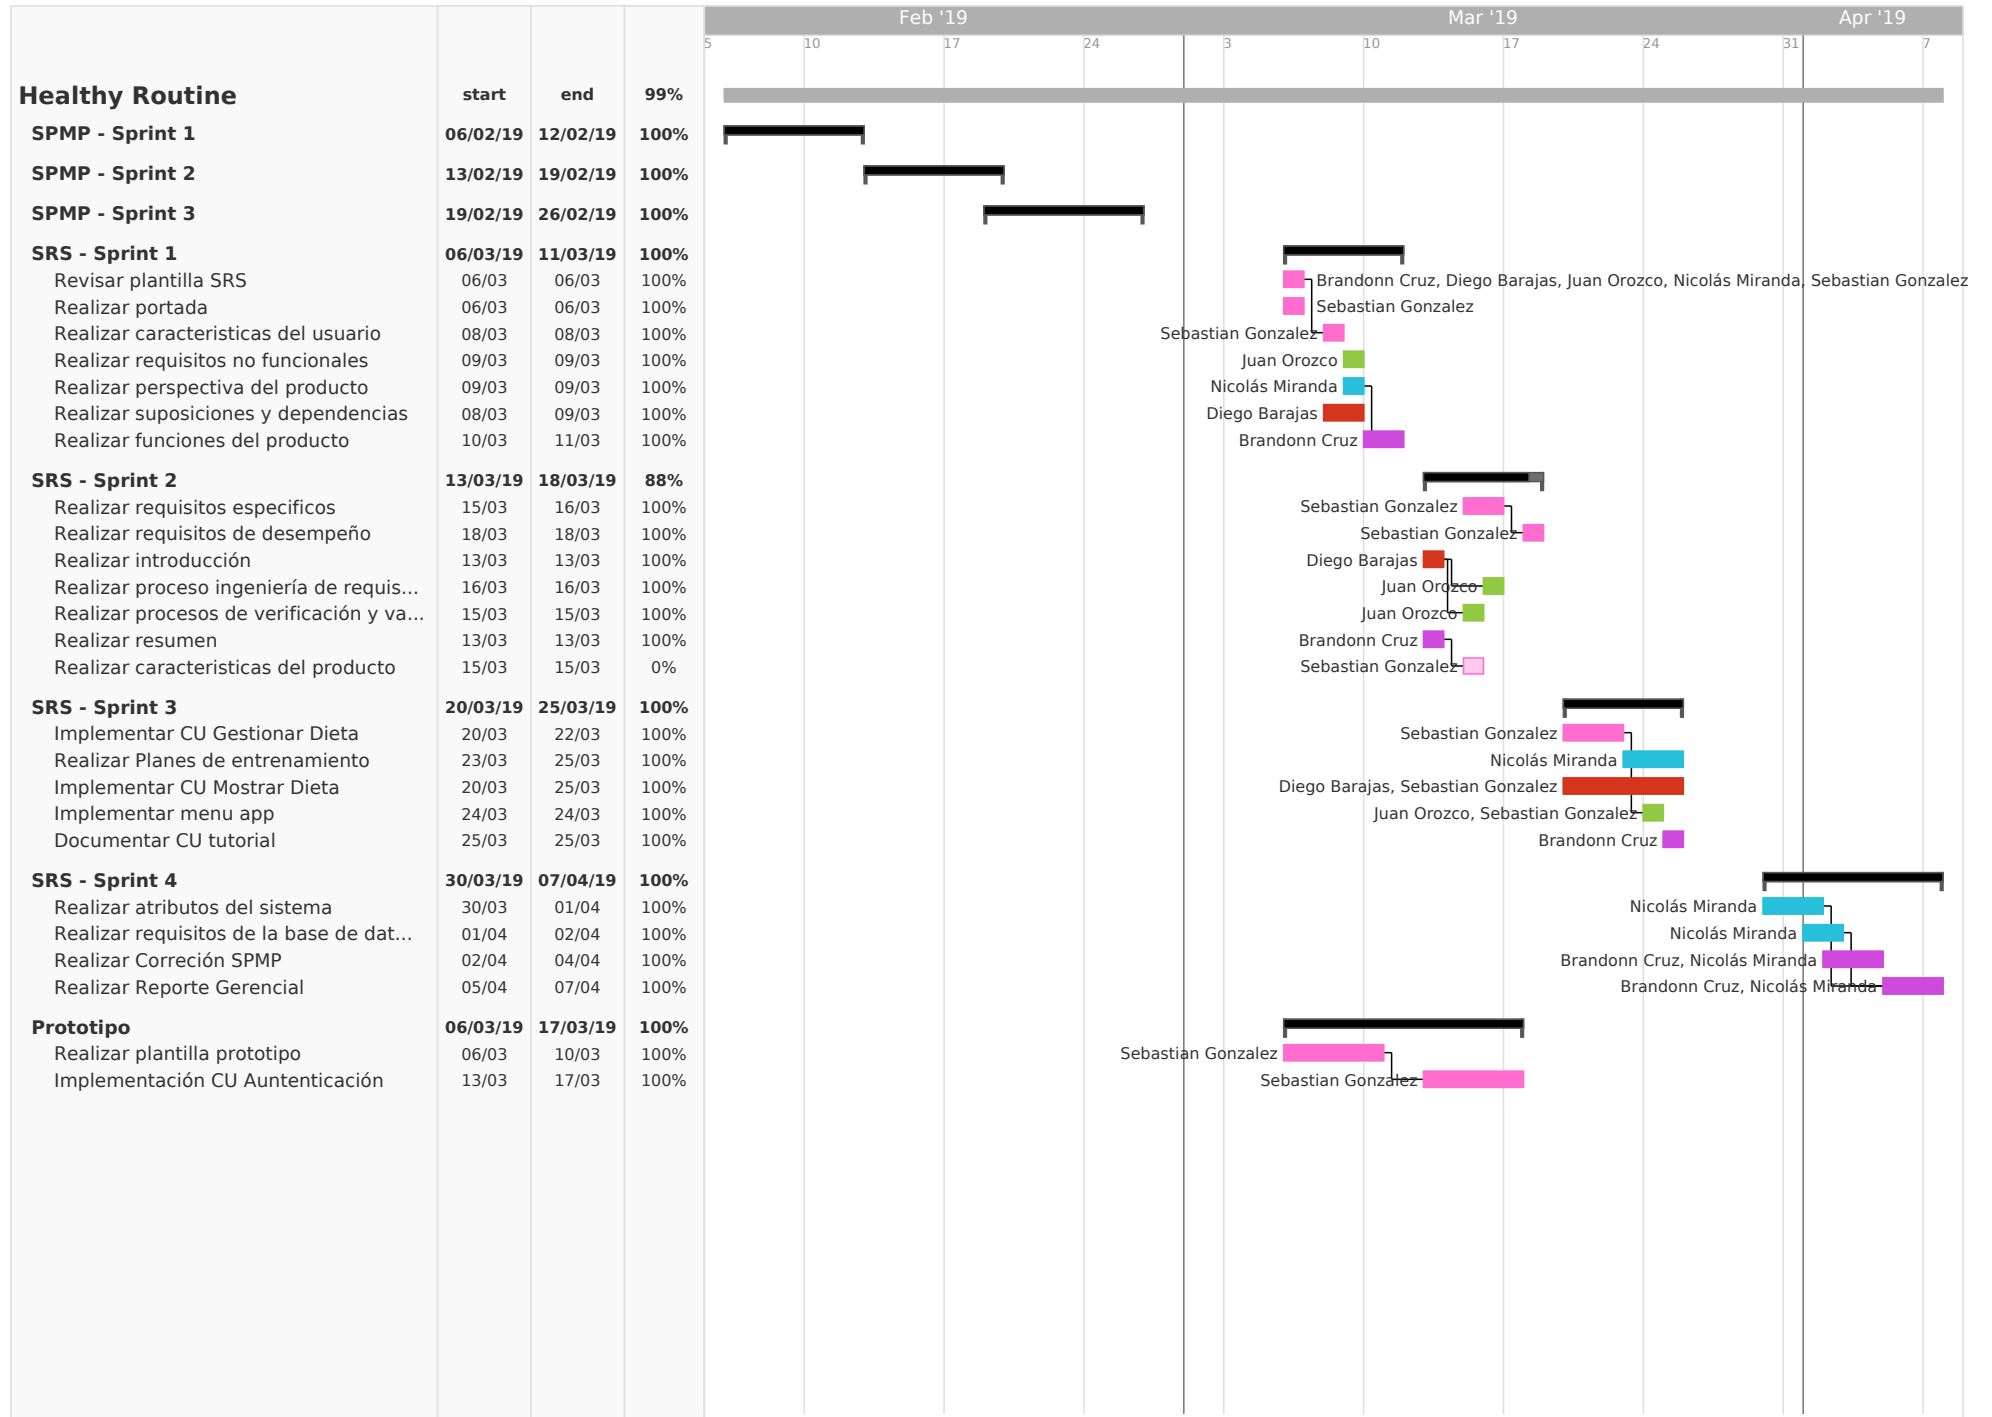 Feb '19 Mar '19 Apr '19
5 10 17 24 3 10 17 24 31 7
Healthy Routine start end 99%
SPMP - Sprint 1 06/02/19 12/02/19 100%
SPMP - Sprint 2 13/02/19 19/02/19 100%
SPMP - Sprint 3 19/02/19 26/02/19 100%
SRS - Sprint 1 06/03/19 11/03/19 100%
Revisar plantilla SRS 06/03 06/03 100% Brandonn Cruz, Diego Barajas, Juan Orozco, Nicolás Miranda, Sebastian Gonzalez
Realizar portada 06/03 06/03 100% Sebastian Gonzalez
Realizar caracteristicas del usuario 08/03 08/03 100% Sebastian Gonzalez
Realizar requisitos no funcionales 09/03 09/03 100% Juan Orozco
Realizar perspectiva del producto 09/03 09/03 100% Nicolás Miranda
Realizar suposiciones y dependencias 08/03 09/03 100% Diego Barajas
Realizar funciones del producto 10/03 11/03 100% Brandonn Cruz
SRS - Sprint 2 13/03/19 18/03/19 88%
Realizar requisitos especificos 15/03 16/03 100% Sebastian Gonzalez
Realizar requisitos de desempeño 18/03 18/03 100% Sebastian Gonzalez
Realizar introducción 13/03 13/03 100% Diego Barajas
Realizar proceso ingeniería de requis... 16/03 16/03 100% Juan Orozco
Realizar procesos de verificación y va... 15/03 15/03 100% Juan Orozco
Realizar resumen 13/03 13/03 100% Brandonn Cruz
Realizar caracteristicas del producto 15/03 15/03 0% Sebastian Gonzalez
SRS - Sprint 3 20/03/19 25/03/19 100%
Implementar CU Gestionar Dieta 20/03 22/03 100% Sebastian Gonzalez
Realizar Planes de entrenamiento 23/03 25/03 100% Nicolás Miranda
Implementar CU Mostrar Dieta 20/03 25/03 100% Diego Barajas, Sebastian Gonzalez
Implementar menu app 24/03 24/03 100% Juan Orozco, Sebastian Gonzalez
Documentar CU tutorial 25/03 25/03 100% Brandonn Cruz
SRS - Sprint 4 30/03/19 07/04/19 100%
Realizar atributos del sistema 30/03 01/04 100% Nicolás Miranda
Realizar requisitos de la base de dat... 01/04 02/04 100% Nicolás Miranda
Realizar Correción SPMP 02/04 04/04 100% Brandonn Cruz, Nicolás Miranda
Realizar Reporte Gerencial 05/04 07/04 100% Brandonn Cruz, Nicolás Miranda
Prototipo 06/03/19 17/03/19 100%
Realizar plantilla prototipo 06/03 10/03 100% Sebastian Gonzalez
Implementación CU Auntenticación 13/03 17/03 100% Sebastian Gonzalez